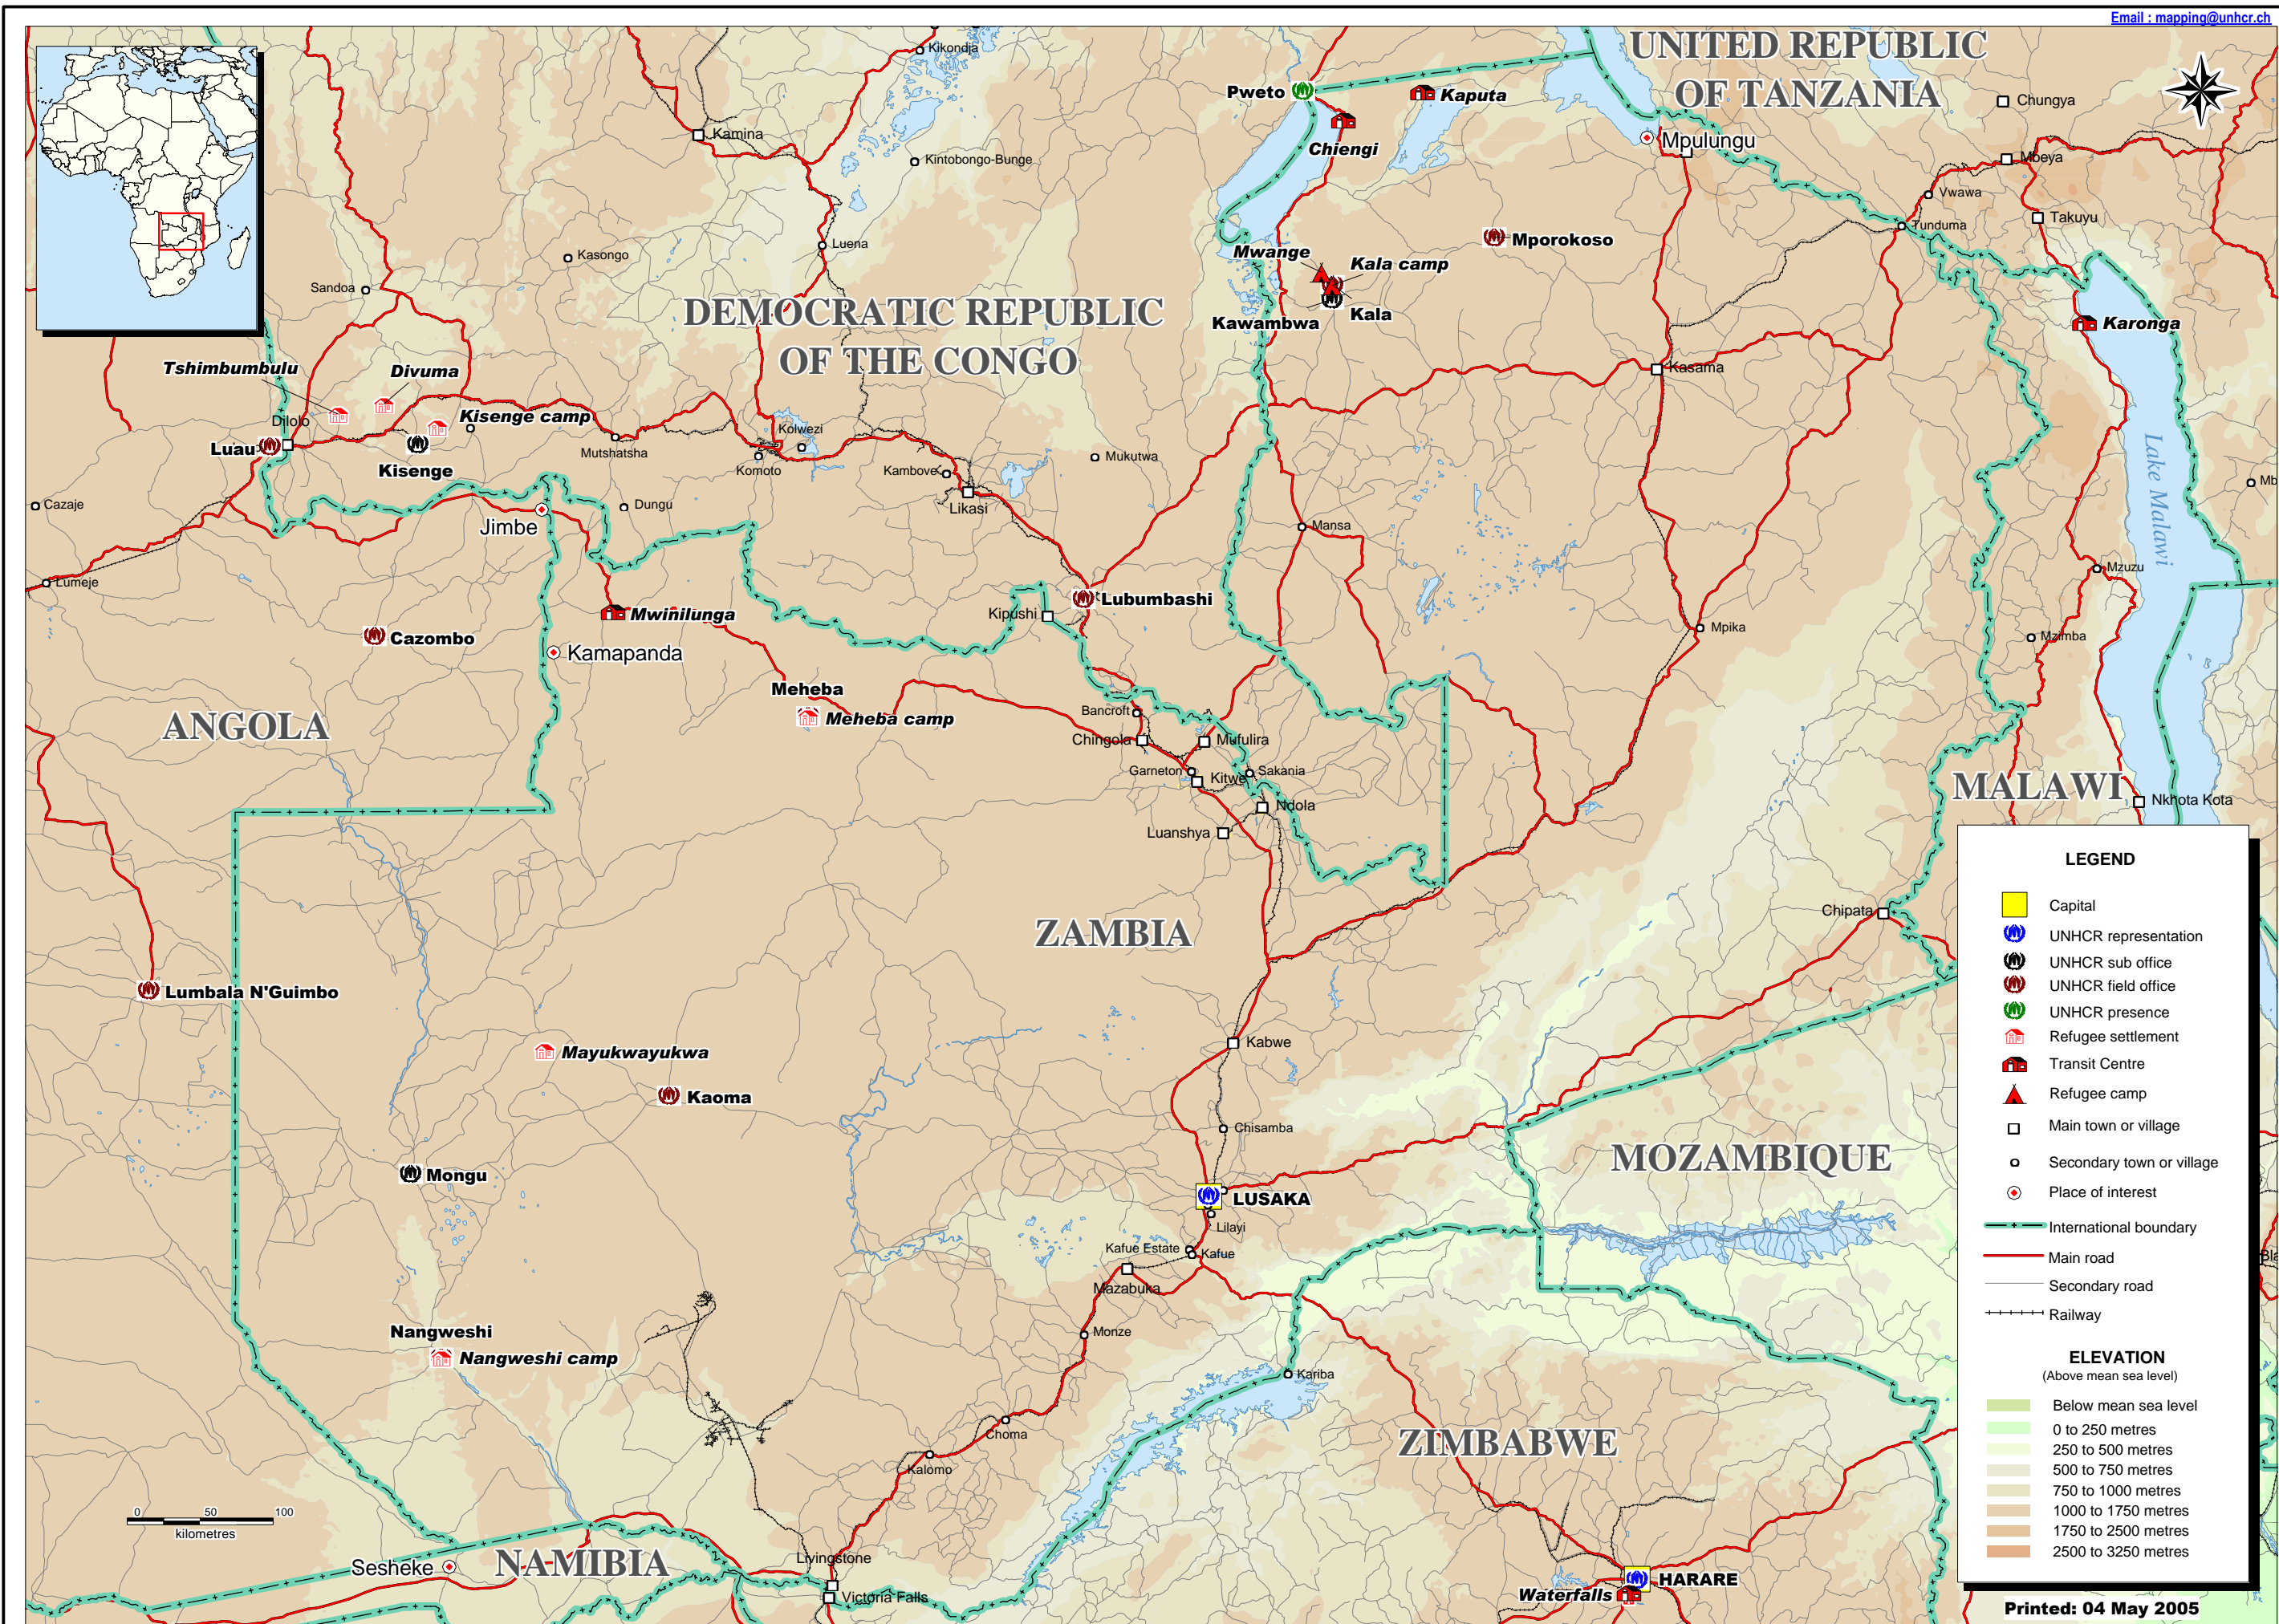 Email : mapping@unhcr.ch
UNITED REPUBLIC
OF TANZANIA
Kikondja
Pweto
Kaputa
Chungya
Kamina
Chiengi
Mpulungu
Kintobongo-Bunge
Mbeya
Vwawa
Takuyu
Tunduma
Luena
Mporokoso
Kasongo
Mwange
Kala camp
Sandoa
DEMOCRATIC REPUBLIC
OF THE CONGO
Kawambwa
Kala
Karonga
Tshimbumbulu
Divuma
Kasama
Kisenge camp
Dilolo
Luau
Kisenge
Mutshatsha
Kolwezi
Komoto
Kambove
Mukutwa
Lake Malawi
Mb
Cazaje
Dungu
Likasi
Jimbe
Mansa
Lumeje
Mzuzu
Mwinilunga
Kipushi
Lubumbashi
Mpika
Mzimba
Cazombo
Kamapanda
Meheba
Meheba camp
Bancroft
ANGOLA
Chingola
Mufulira
Garneton
Kitwe
Sakania
MALAWI
Nkhota Kota
Ndola
Luanshya
ZAMBIA
Chipata
Lumbala N'Guimbo
Mayukwayukwa
Kabwe
Kaoma
Chisamba
MOZAMBIQUE
Mongu
LUSAKA
Lilayi
Kafue Estate
Kafue
Mazabuka
Bla
Nangweshi
Nangweshi camp
Monze
Kariba
Choma
ZIMBABWE
Kalomo
0 50 100
kilometres
Sesheke
NAMIBIA
Livingstone
Victoria Falls
HARARE
Waterfalls
LEGEND
Capital
UNHCR representation
UNHCR sub office
UNHCR field office
UNHCR presence
Refugee settlement
Transit Centre
Refugee camp
Main town or village
Secondary town or village
Place of interest
International boundary
Main road
Secondary road
Railway
ELEVATION
(Above mean sea level)
Below mean sea level
0 to 250 metres
250 to 500 metres
500 to 750 metres
750 to 1000 metres
1000 to 1750 metres
1750 to 2500 metres
2500 to 3250 metres
Printed: 04 May 2005